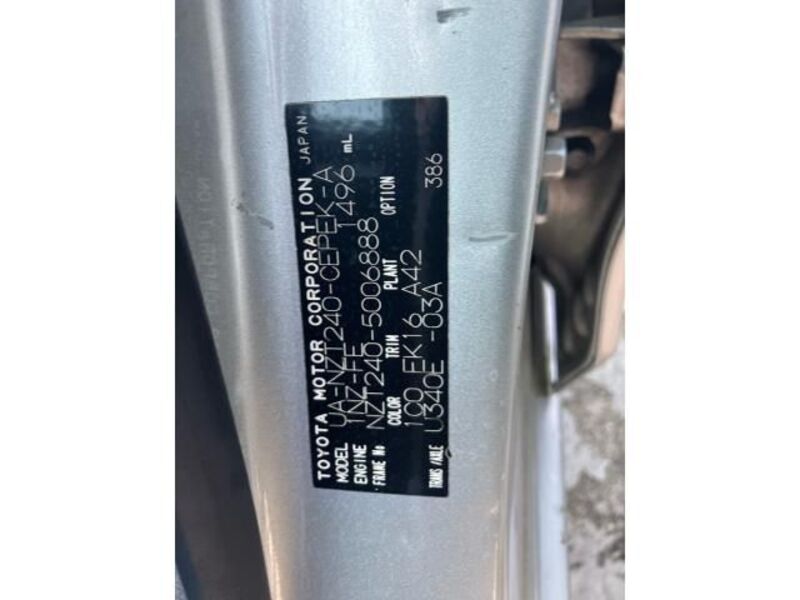 TOYOTA MOTOR CORPORATION JAPAN
MODEL UA-NZT240-CEPEK-A
ENGINE 1NZ-FE 1496 mL
FRAME No NZT240-5006888
COLOR TRIM PLANT OPTION
1C0 EK16 A42
TRANS/AXLE U340E -03A 386